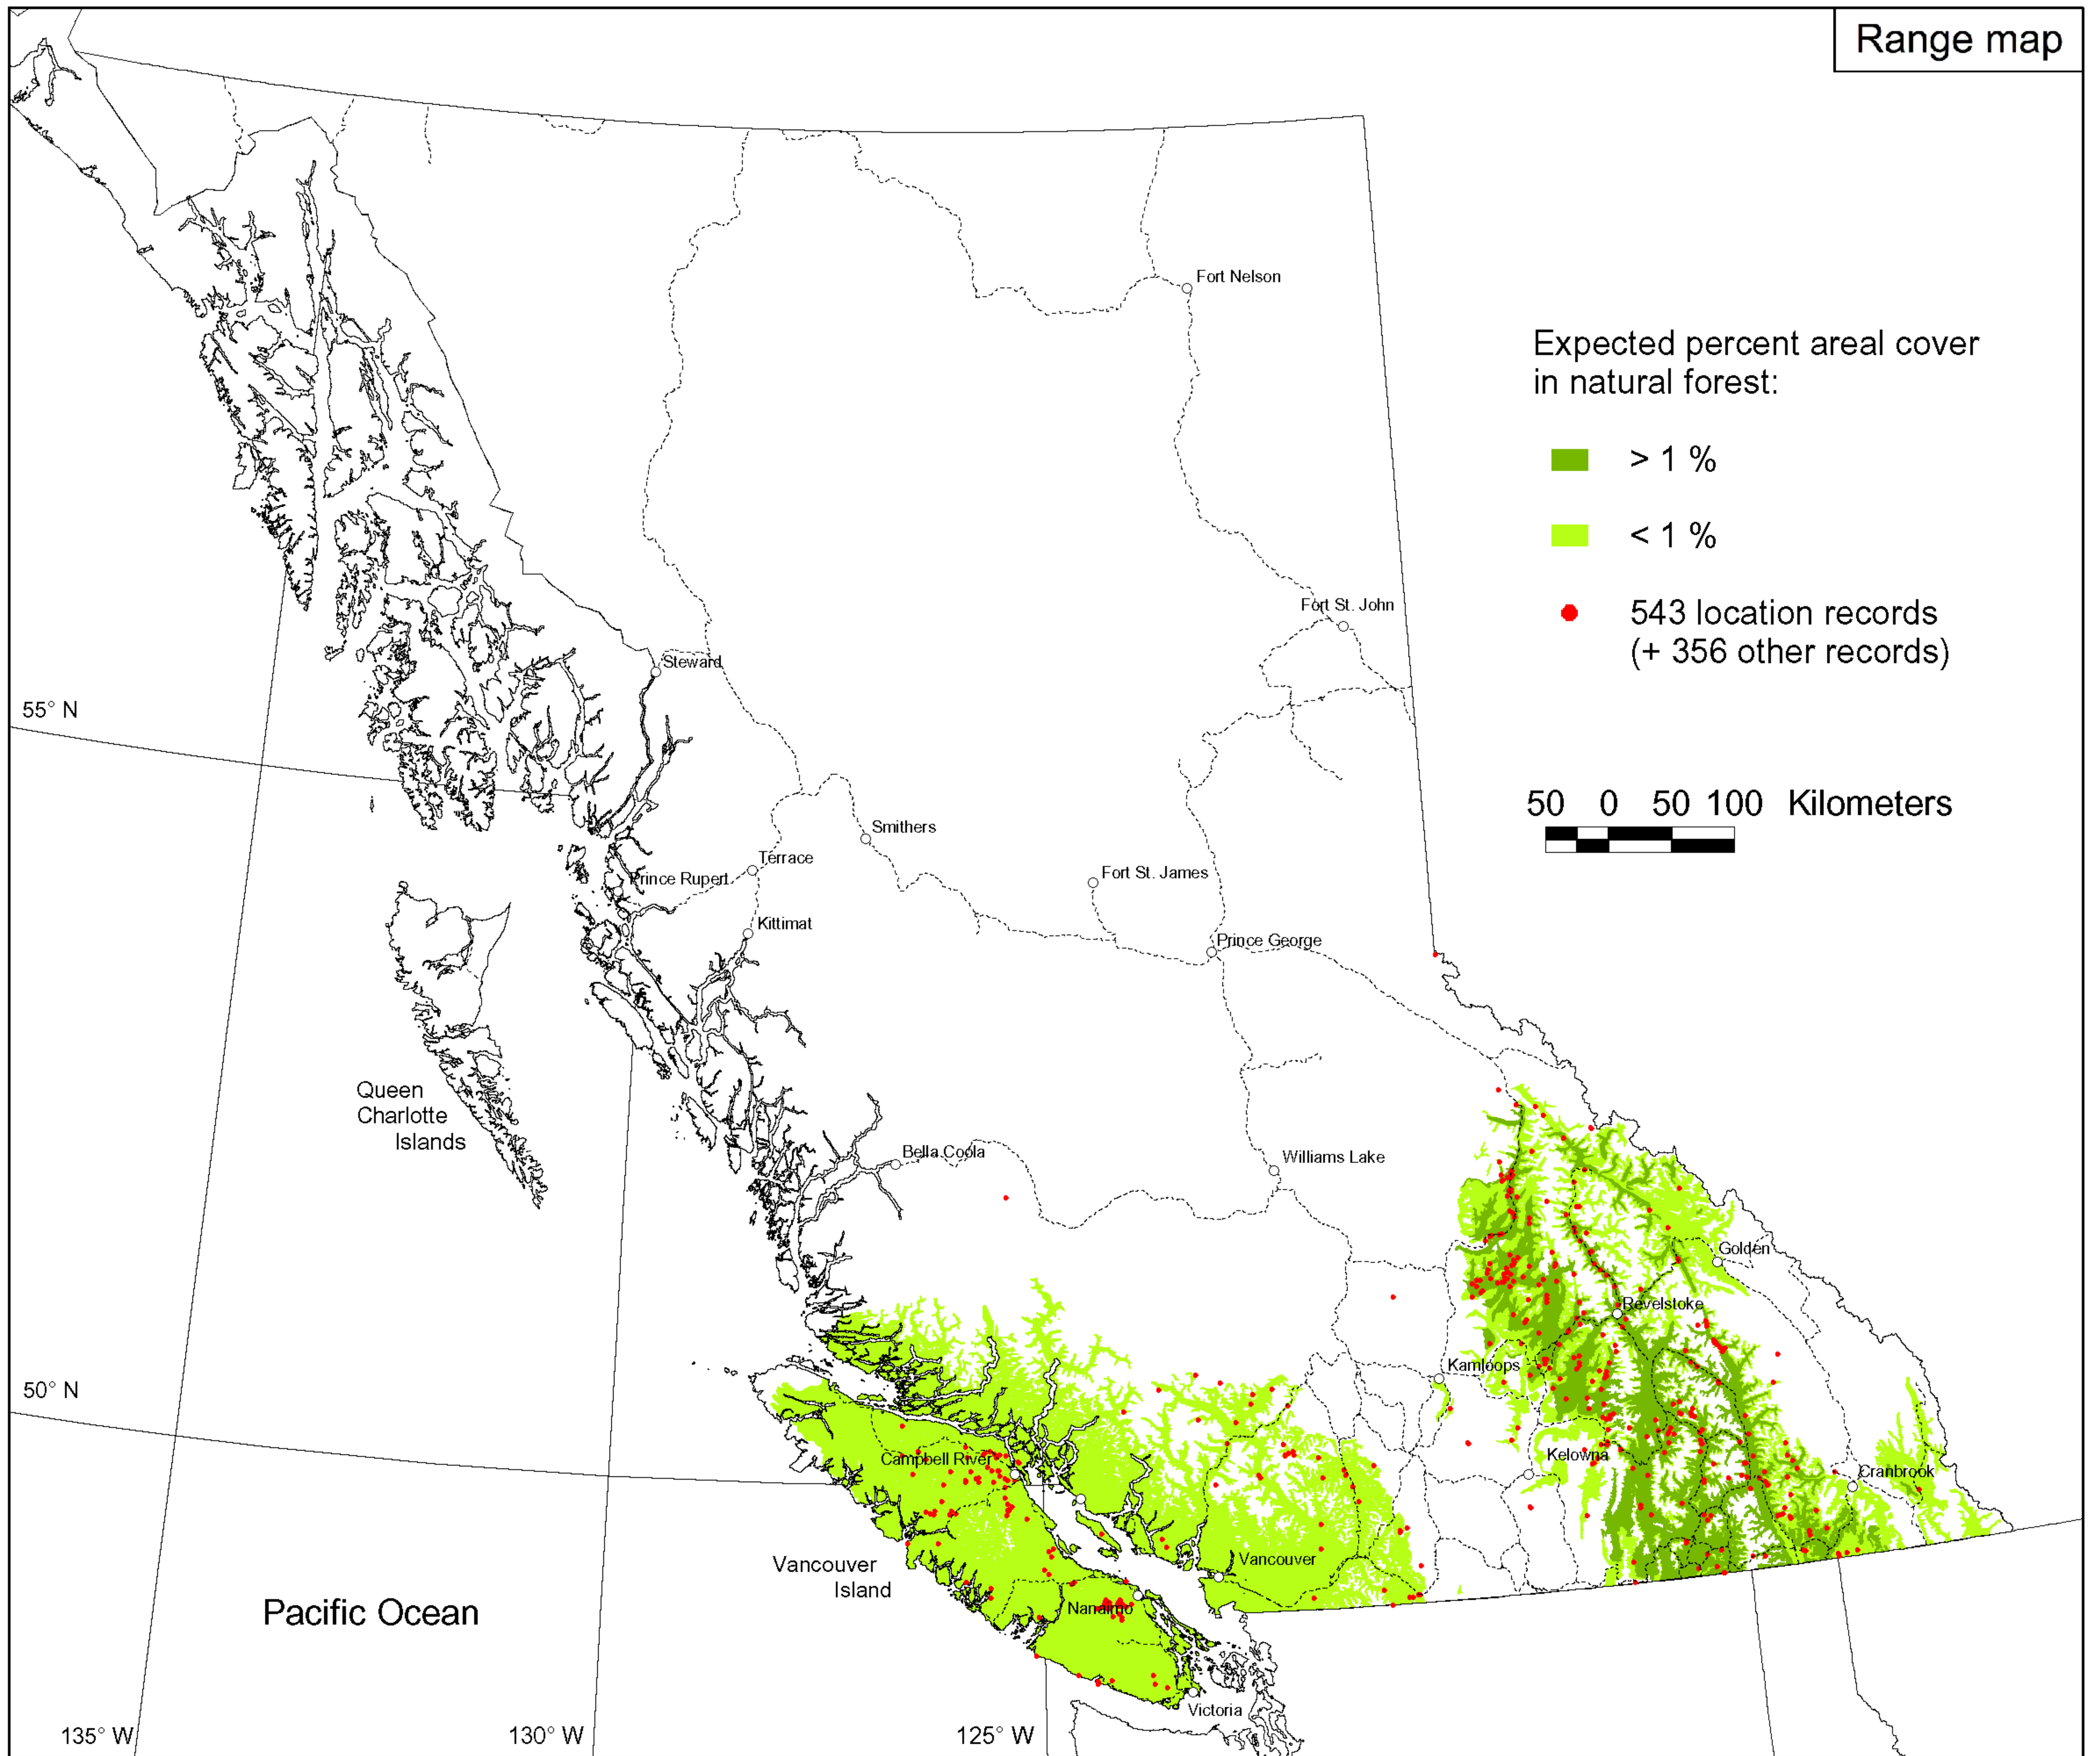 Range map
Fort Nelson
Expected percent areal cover
in natural forest:
> 1 %
< 1 %
543 location records
(+ 356 other records)
Fort St. John
Steward
55° N
50 0 50 100 Kilometers
Smithers
Terrace
Prince Rupert
Fort St. James
Kittimat
Prince George
Queen
Charlotte
Islands
Bella Coola
Williams Lake
Golden
Revelstoke
Kamloops
50° N
Campbell River
Kelowna
Cranbrook
Vancouver
Island
Vancouver
Nanaimo
Pacific Ocean
Victoria
135° W
130° W
125° W